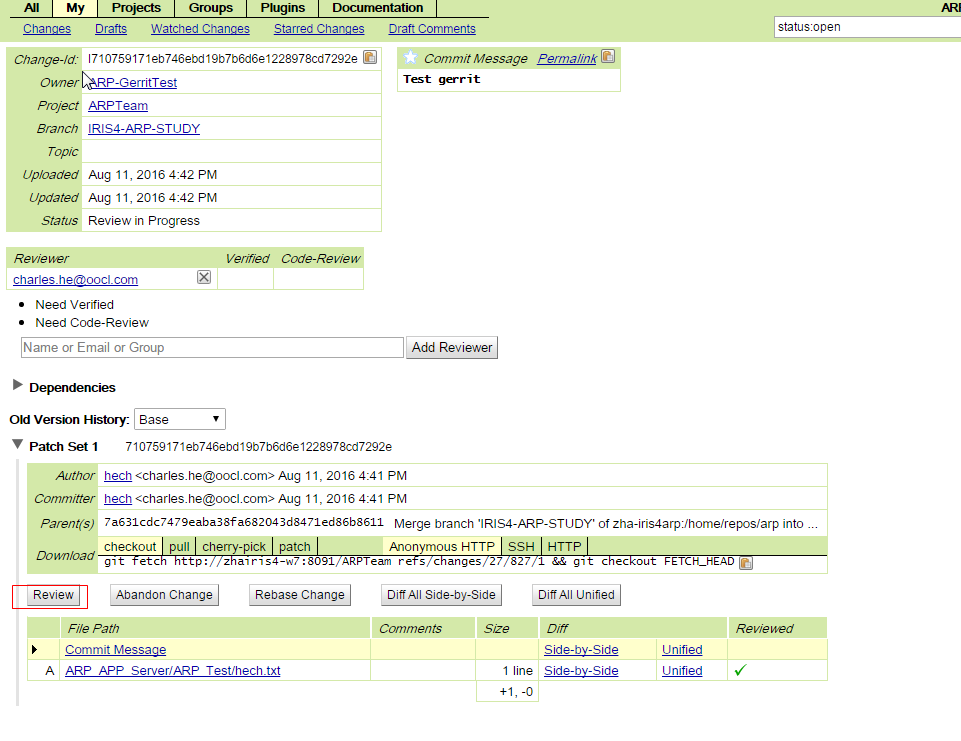 All My Projects Groups Plugins Documentation AR
Changes Drafts Watched Changes Starred Changes Draft Comments
status:open
Change-Id: I710759171eb746ebd19b7b6d6e1228978cd7292e
Owner ARP-GerritTest
Project ARPTeam
Branch IRIS4-ARP-STUDY
Topic
Uploaded Aug 11, 2016 4:42 PM
Updated Aug 11, 2016 4:42 PM
Status Review in Progress
Commit Message Permalink
Test gerrit
Reviewer Verified Code-Review
charles.he@oocl.com
Need Verified
Need Code-Review
Name or Email or Group Add Reviewer
Dependencies
Old Version History: Base
Patch Set 1 710759171eb746ebd19b7b6d6e1228978cd7292e
Author hech <charles.he@oocl.com> Aug 11, 2016 4:41 PM
Committer hech <charles.he@oocl.com> Aug 11, 2016 4:41 PM
Parent(s) 7a631cdc7479eaba38fa682043d8471ed86b8611 Merge branch 'IRIS4-ARP-STUDY' of zha-iris4arp:/home/repos/arp into ...
Download checkout pull cherry-pick patch Anonymous HTTP SSH HTTP
git fetch http://zhairis4-w7:8091/ARPTeam refs/changes/27/827/1 && git checkout FETCH_HEAD
Review Abandon Change Rebase Change Diff All Side-by-Side Diff All Unified
File Path Comments Size Diff Reviewed
Commit Message Side-by-Side Unified
A ARP_APP_Server/ARP_Test/hech.txt 1 line Side-by-Side Unified
+1, -0